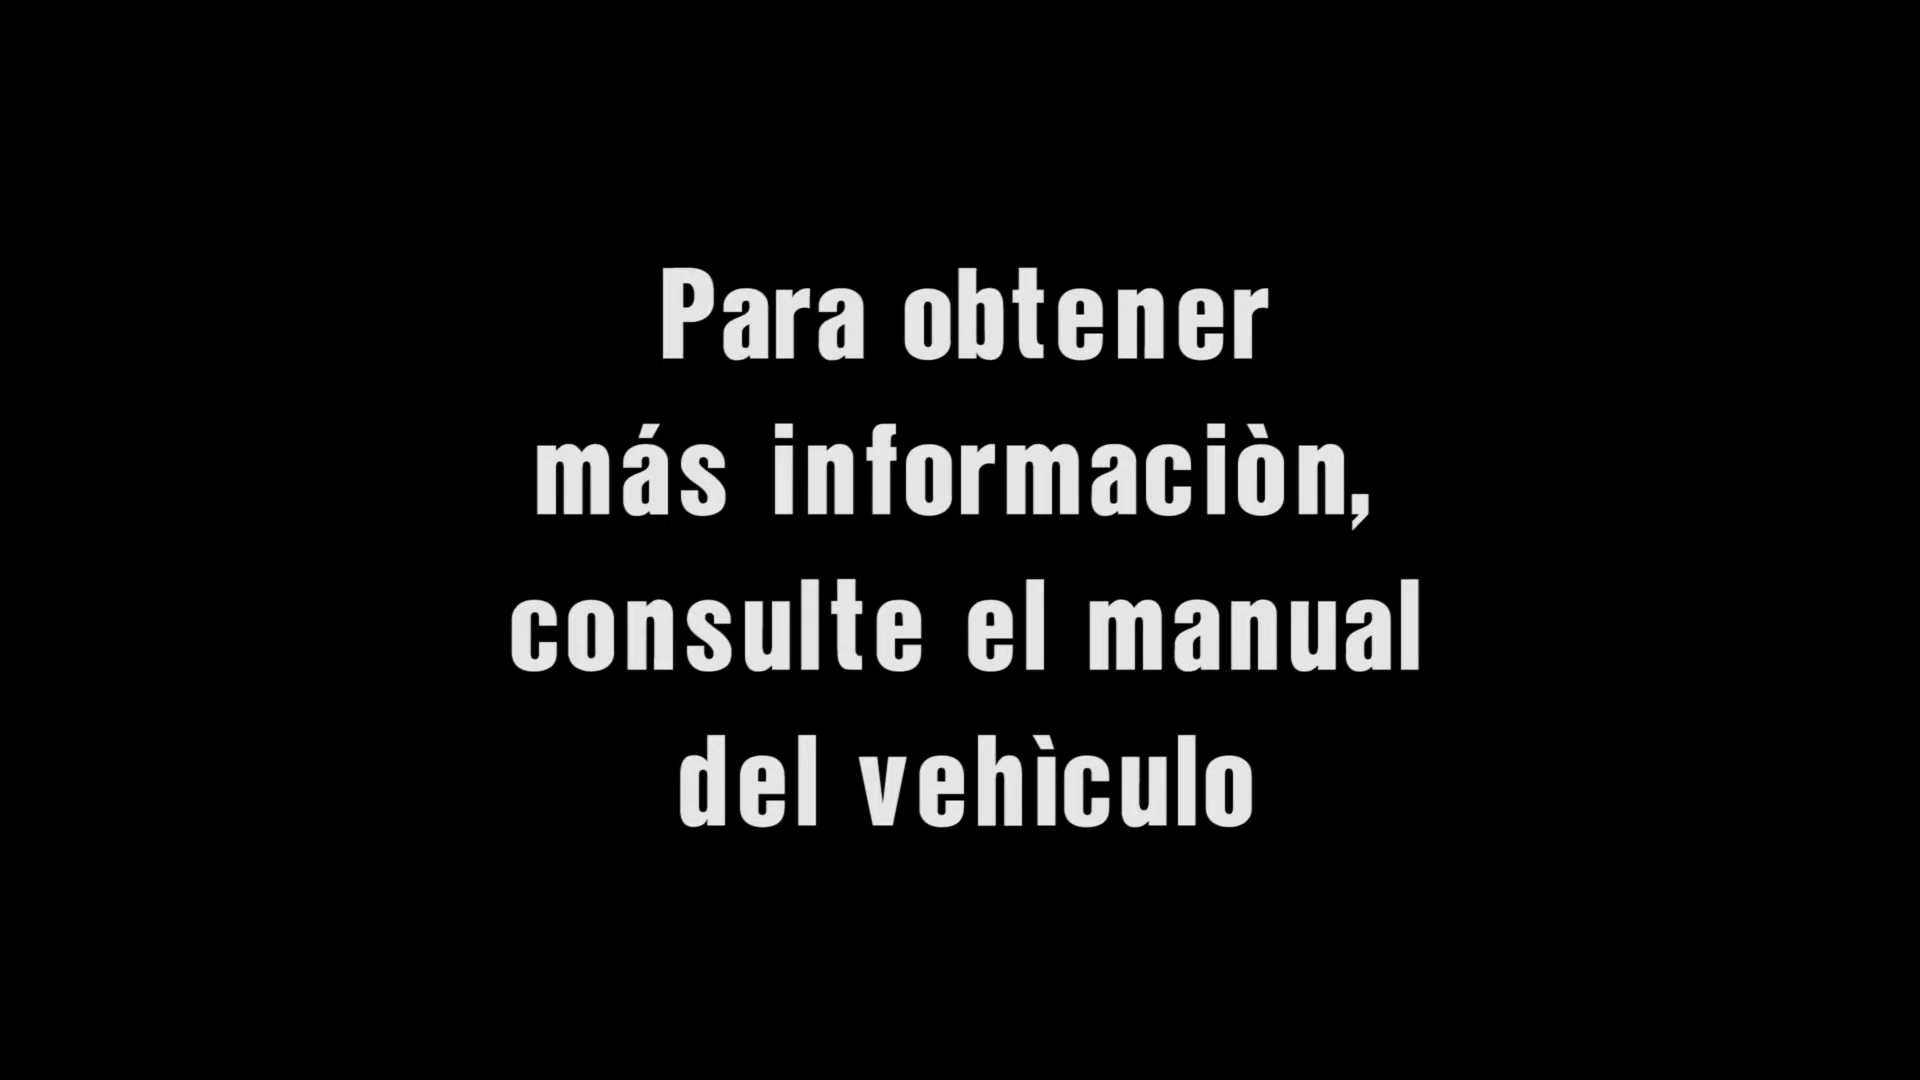 Para obtener
más informaciòn,
consulte el manual
del vehìculo